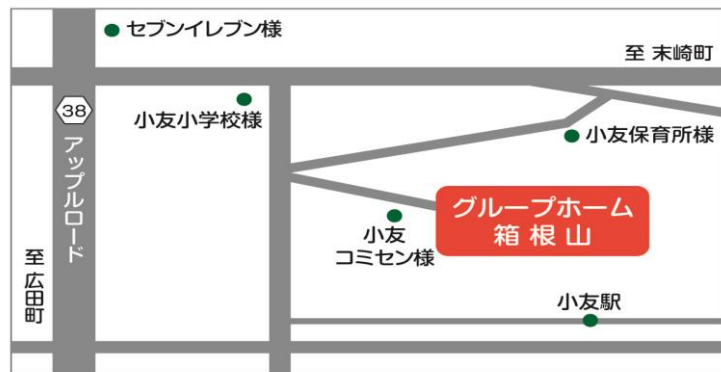 セブンイレブン様
至 末崎町
38
アップルロード
小友小学校様
小友保育所様
グループホーム
箱根山
小友
コミセン様
至 広田町
小友駅